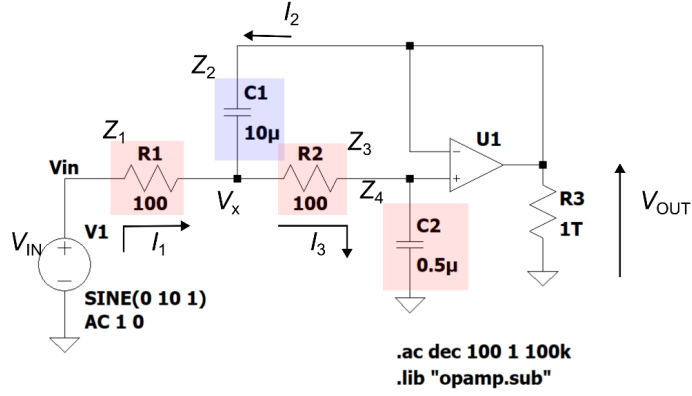 I2
Z2
C1
10µ
Z1
R1
100
Vin
Vx
R2
100
Z3
Z4
U1
−
+
C2
0.5µ
R3
1T
VOUT
VIN
V1
+
−
I1
I3
SINE(0 10 1)
AC 1 0
.ac dec 100 1 100k
.lib "opamp.sub"